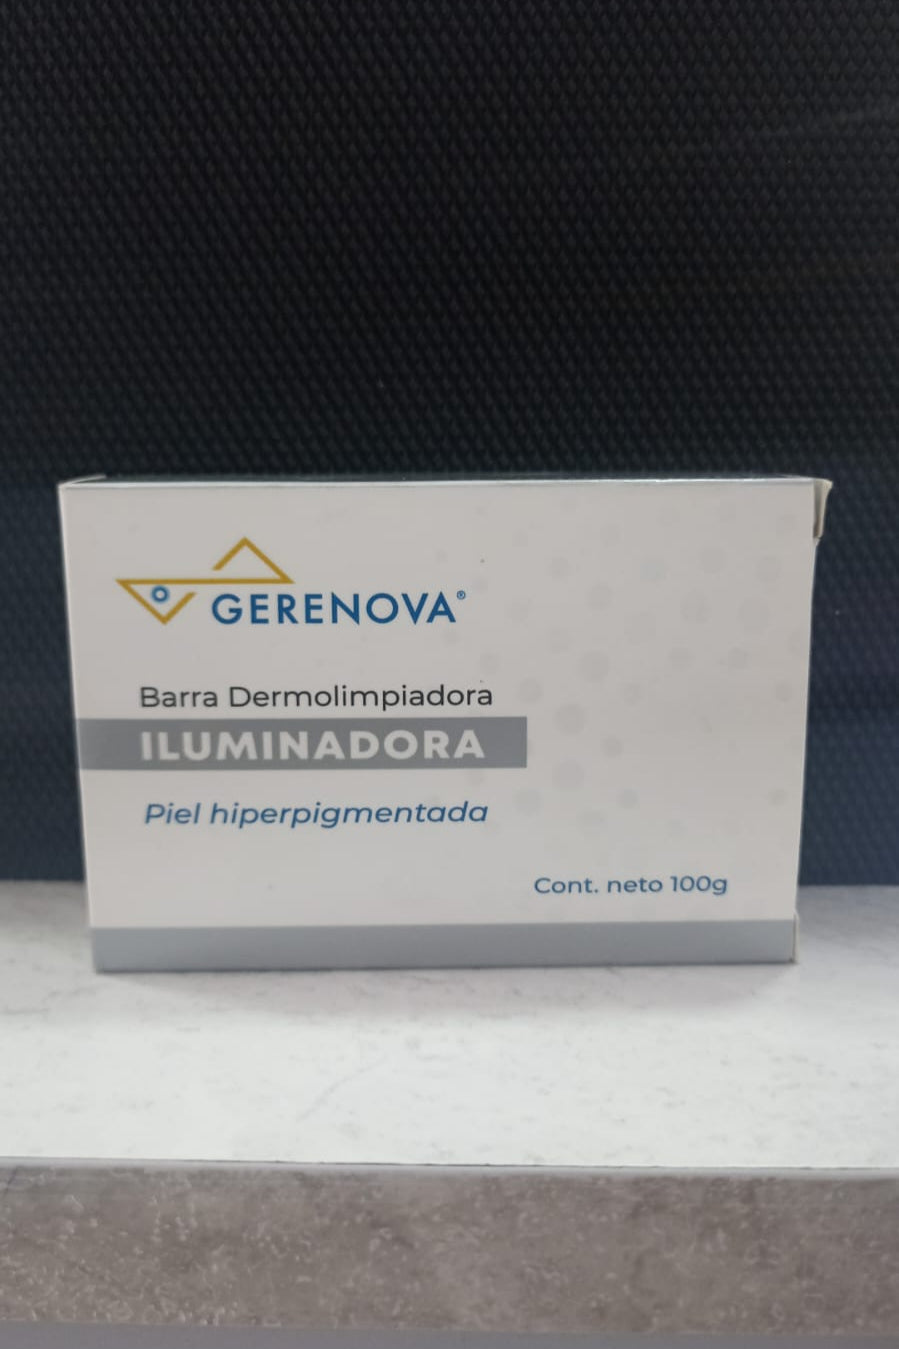 GERENOVA®
Barra Dermolimpiadora
ILUMINADORA
Piel hiperpigmentada
Cont. neto 100g